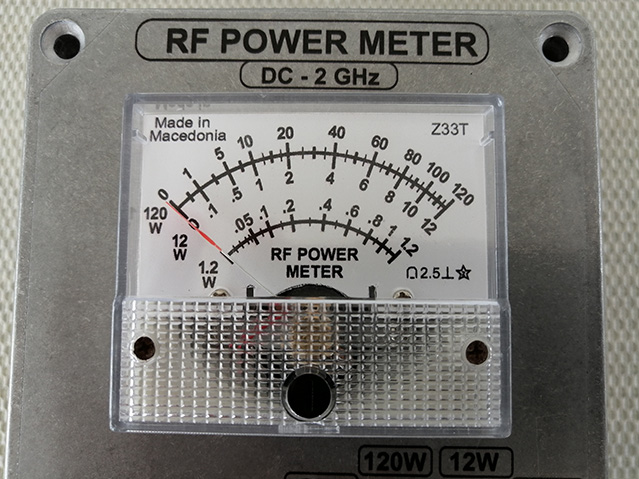 RF POWER METER
DC - 2 GHz
Made in
Macedonia
Z33T
0 1 5 10 20 40 60 80 100 120
120
W
0 .1 .5 1 2 4 6 8 10 12
12
W
.05 .1 .2 .4 .6 .8 1 1.2
1.2
W
RF POWER
METER
2.5
120W 12W